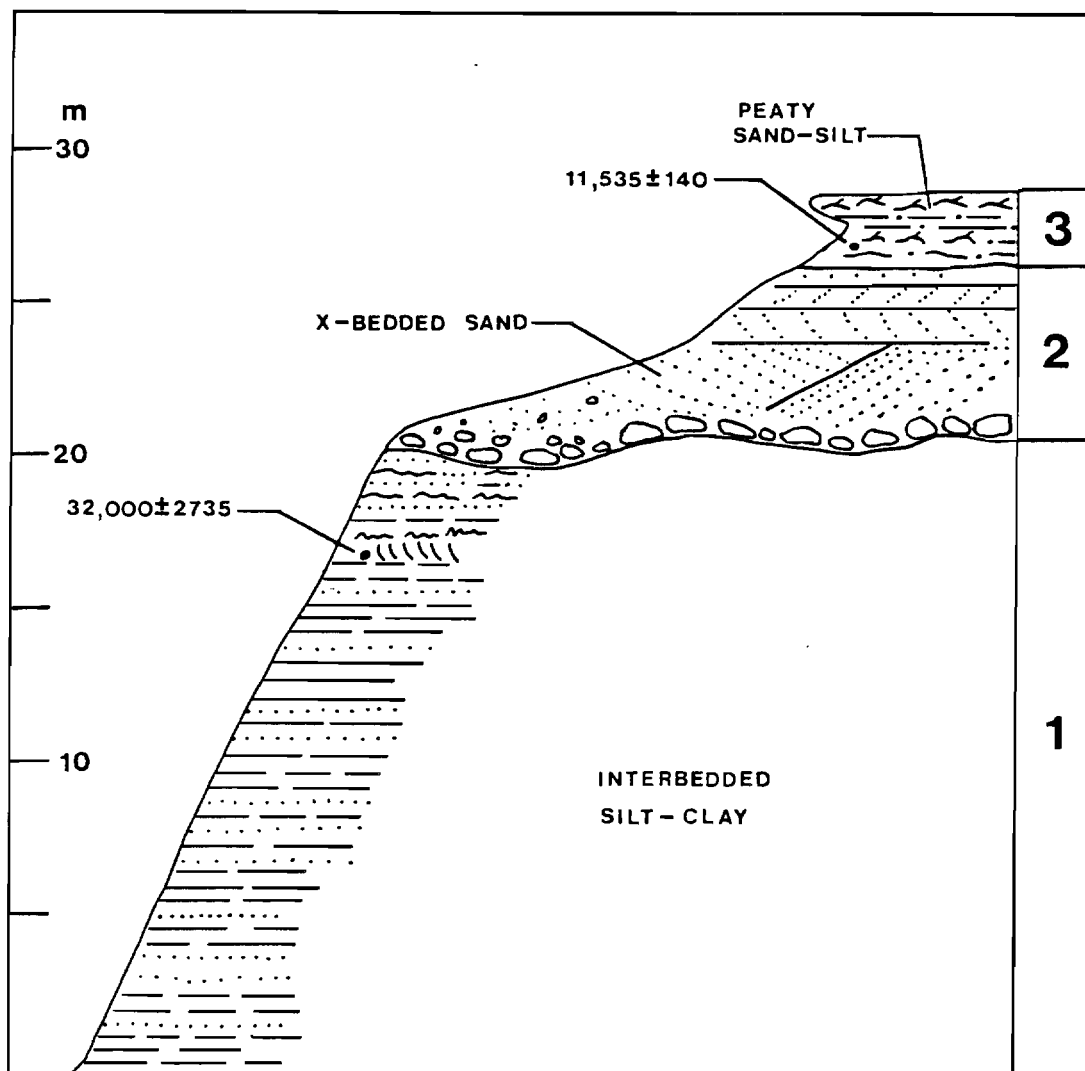 m
30
PEATY
SAND-SILT
11,535±140
3
X-BEDDED SAND
2
20
32,000±2735
1
10
INTERBEDDED
SILT-CLAY